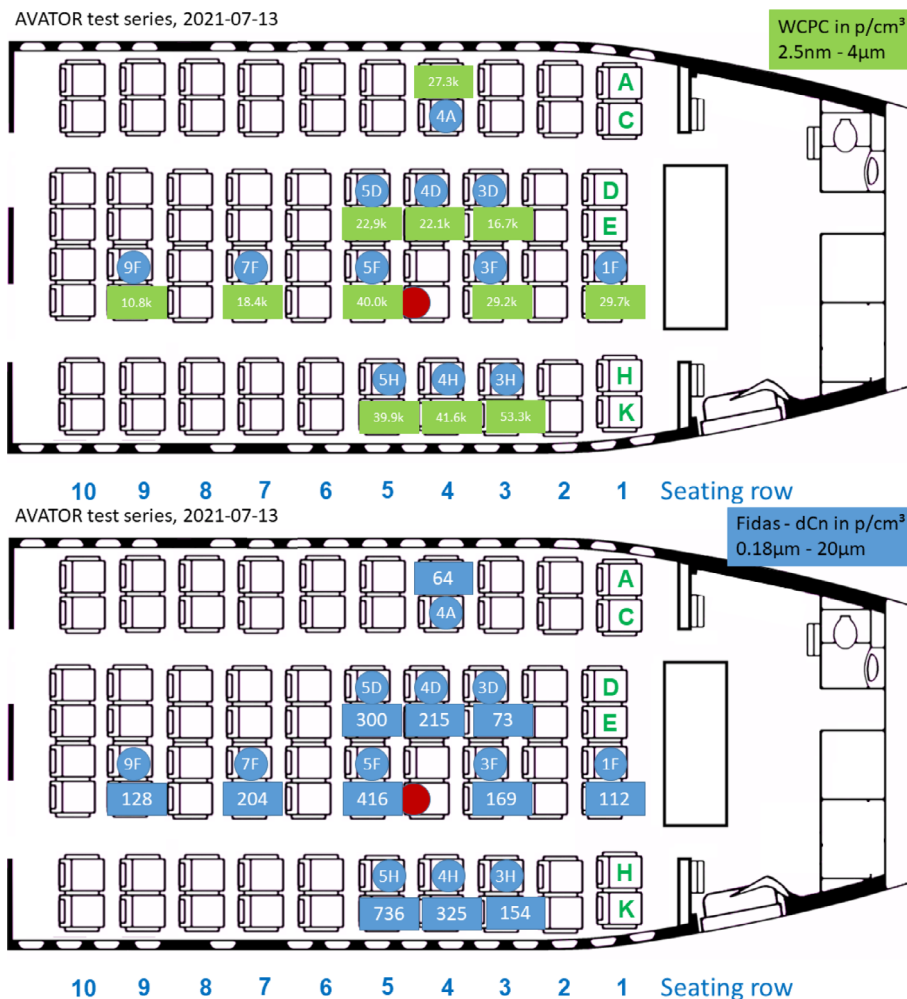 AVATOR test series, 2021-07-13
WCPC in p/cm³
2.5nm - 4µm
27.3k
A
4A
C
5D 4D 3D D
22,9k 22.1k 16.7k E
9F 7F 5F 3F 1F
10.8k 18.4k 40.0k 29.2k 29.7k
5H 4H 3H H
39.9k 41.6k 53.3k K
10 9 8 7 6 5 4 3 2 1 Seating row
AVATOR test series, 2021-07-13
Fidas - dCn in p/cm³
0.18µm - 20µm
64 A
4A C
5D 4D 3D D
300 215 73 E
9F 7F 5F 3F 1F
128 204 416 169 112
5H 4H 3H H
736 325 154 K
10 9 8 7 6 5 4 3 2 1 Seating row